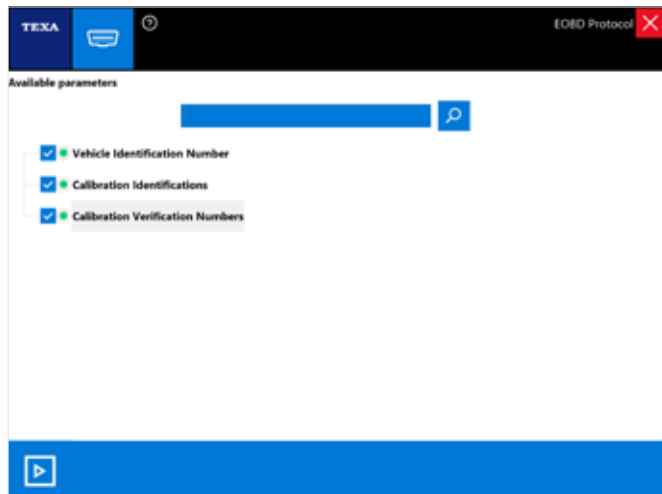 TEXA
EOBD Protocol
Available parameters
Vehicle Identification Number
Calibration Identifications
Calibration Verification Numbers